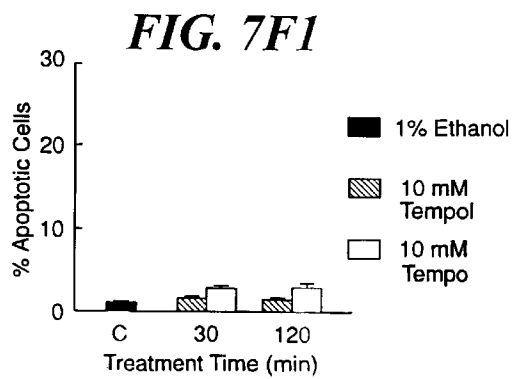 FIG. 7F1
30
20
10
0
% Apoptotic Cells
C 30 120
Treatment Time (min)
1% Ethanol
10 mM
Tempol
10 mM
Tempo